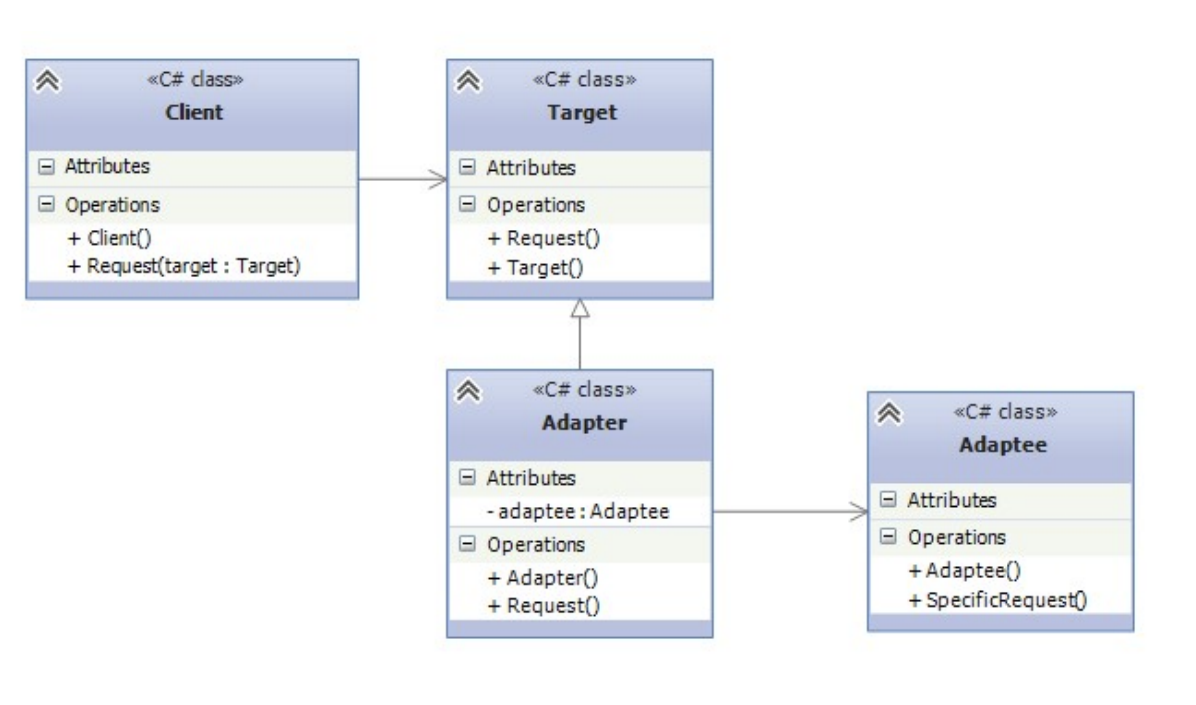 «C# class»
Client
Attributes
Operations
+ Client()
+ Request(target : Target)
«C# class»
Target
Attributes
Operations
+ Request()
+ Target()
«C# class»
Adapter
Attributes
- adaptee : Adaptee
Operations
+ Adapter()
+ Request()
«C# class»
Adaptee
Attributes
Operations
+ Adaptee()
+ SpecificRequest()